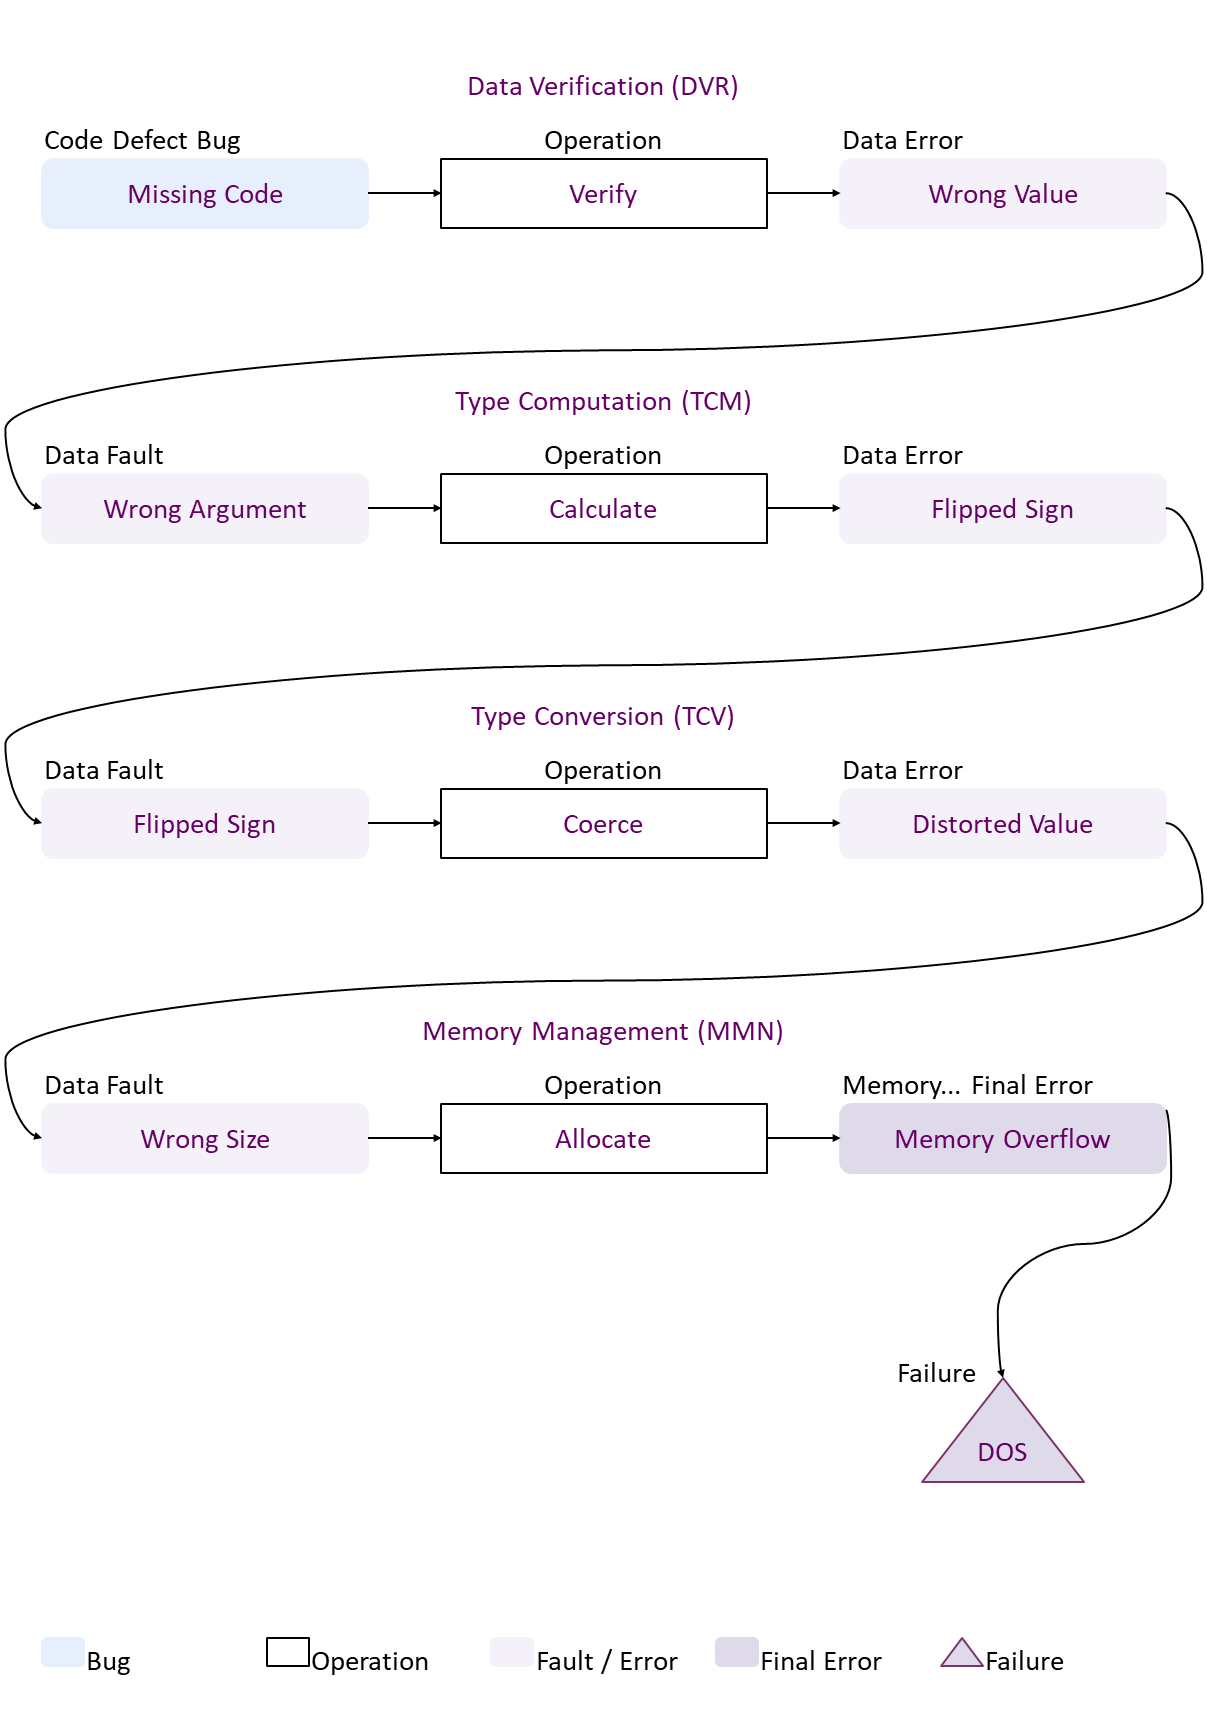 Data Verification (DVR)
Code Defect Bug
Operation
Data Error
Missing Code
Verify
Wrong Value
Type Computation (TCM)
Data Fault
Operation
Data Error
Wrong Argument
Calculate
Flipped Sign
Type Conversion (TCV)
Data Fault
Operation
Data Error
Flipped Sign
Coerce
Distorted Value
Memory Management (MMN)
Data Fault
Operation
Memory... Final Error
Wrong Size
Allocate
Memory Overflow
Failure
DOS
Bug
Operation
Fault / Error
Final Error
Failure